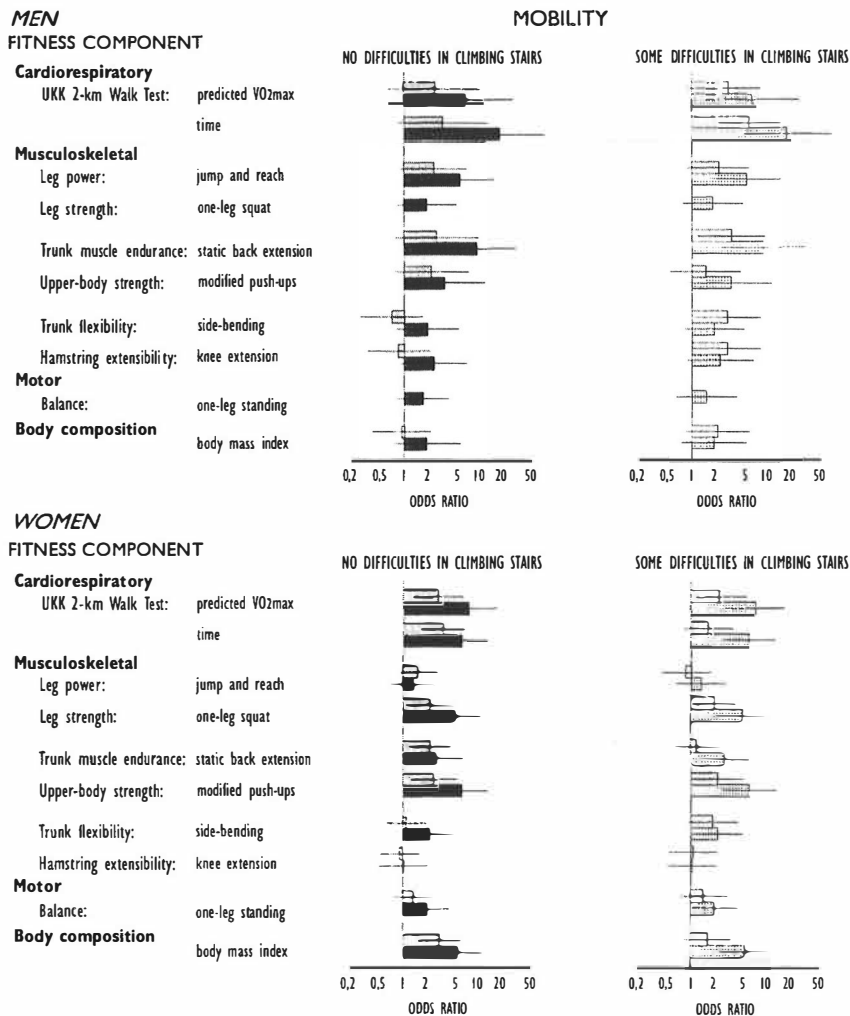 MEN MOBILITY
FITNESS COMPONENT
NO DIFFICULTIES IN CLIMBING STAIRS SOME DIFFICULTIES IN CLIMBING STAIRS
Cardiorespiratory
UKK 2-km Walk Test: predicted VO2max
time
Musculoskeletal
Leg power: jump and reach
Leg strength: one-leg squat
Trunk muscle endurance: static back extension
Upper-body strength: modified push-ups
Trunk flexibility: side-bending
Hamstring extensibility: knee extension
Motor
Balance: one-leg standing
Body composition
body mass index
0,2 0,5 1 2 5 10 20 50 0,2 0,5 1 2 5 10 20 50
ODDS RATIO ODDS RATIO
WOMEN
FITNESS COMPONENT
NO DIFFICULTIES IN CLIMBING STAIRS SOME DIFFICULTIES IN CLIMBING STAIRS
Cardiorespiratory
UKK 2-km Walk Test: predicted VO2max
time
Musculoskeletal
Leg power: jump and reach
Leg strength: one-leg squat
Trunk muscle endurance: static back extension
Upper-body strength: modified push-ups
Trunk flexibility: side-bending
Hamstring extensibility: knee extension
Motor
Balance: one-leg standing
Body composition
body mass index
0,2 0,5 1 2 5 10 20 50 0,2 0,5 1 2 5 10 20 50
ODDS RATIO ODDS RATIO